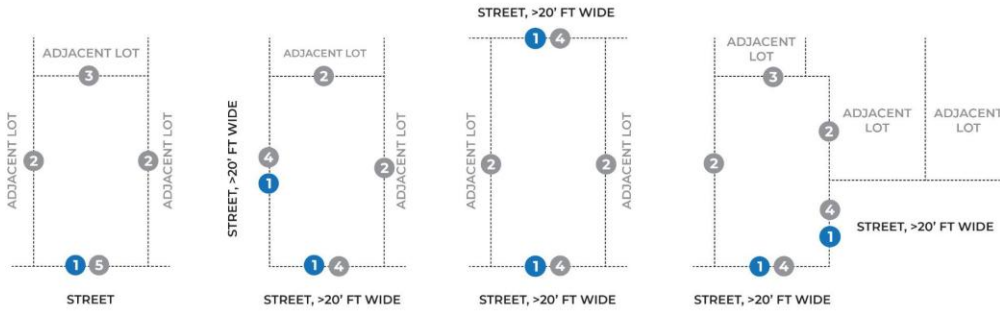 STREET, >20' FT WIDE
1 4
ADJACENT LOT
3
ADJACENT LOT
2
2
ADJACENT LOT
1 5
STREET
ADJACENT LOT
2
STREET, >20' FT WIDE
4
1
2
ADJACENT LOT
1 4
STREET, >20' FT WIDE
ADJACENT LOT
2
2
ADJACENT LOT
1 4
STREET, >20' FT WIDE
ADJACENT
LOT
3
2
ADJACENT
LOT
ADJACENT
LOT
ADJACENT LOT
2
4
1
STREET, >20' FT WIDE
1 4
STREET, >20' FT WIDE